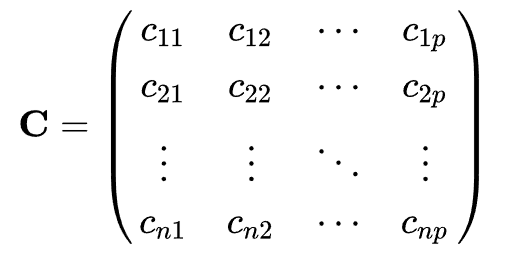 C = ( c₁₁ c₁₂ ⋯ c₁ₚ
c₂₁ c₂₂ ⋯ c₂ₚ
⋮ ⋮ ⋱ ⋮
cₙ₁ cₙ₂ ⋯ cₙₚ )